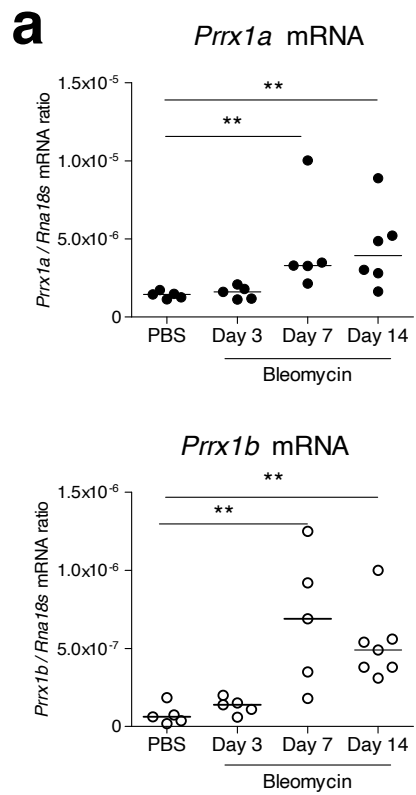 a
Prrx1a mRNA
Prrx1a / Rna18s mRNA ratio
1.5x10-5
1.0x10-5
5.0x10-6
0
**
**
PBS Day 3 Day 7 Day 14
Bleomycin
Prrx1b mRNA
Prrx1b / Rna18s mRNA ratio
1.5x10-6
1.0x10-6
5.0x10-7
0
**
**
PBS Day 3 Day 7 Day 14
Bleomycin